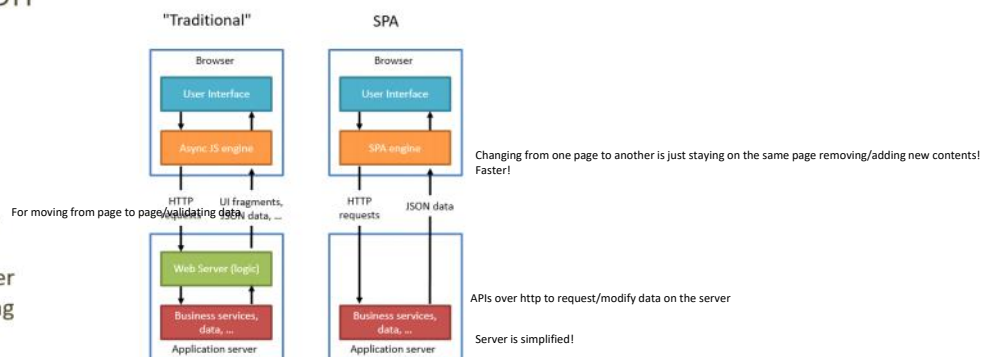 "Traditional"
SPA
Browser
User Interface
Async JS engine
HTTP
requests
UI fragments,
JSON data, ...
Web Server (logic)
Business services,
data, ...
Application server
Browser
User Interface
SPA engine
HTTP
requests
JSON data
Business services,
data, ...
Application server
Changing from one page to another is just staying on the same page removing/adding new contents!
Faster!
For moving from page to page/validating data
APIs over http to request/modify data on the server
Server is simplified!